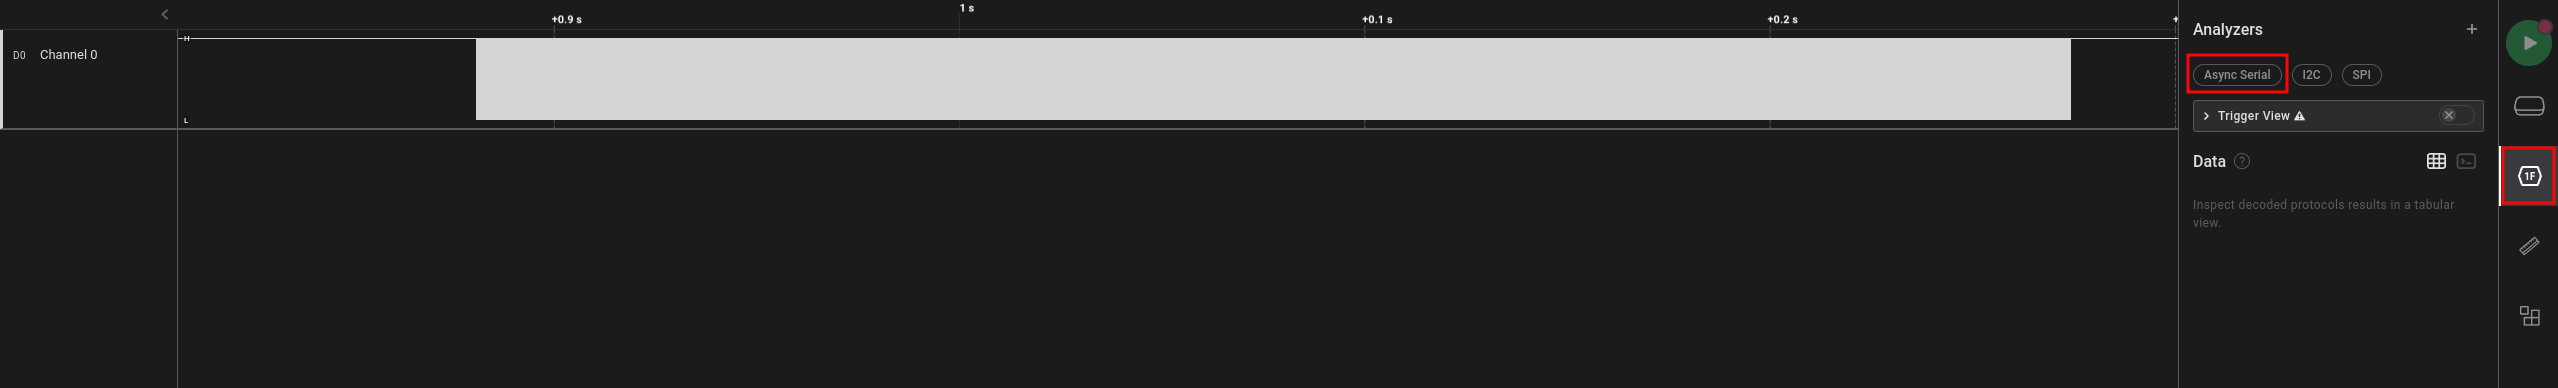 1 s
+0.9 s
+0.1 s
+0.2 s
+
D0 Channel 0
H
L
Analyzers +
Async Serial
I2C
SPI
Trigger View
Data ?
Inspect decoded protocols results in a tabular
view.
1F